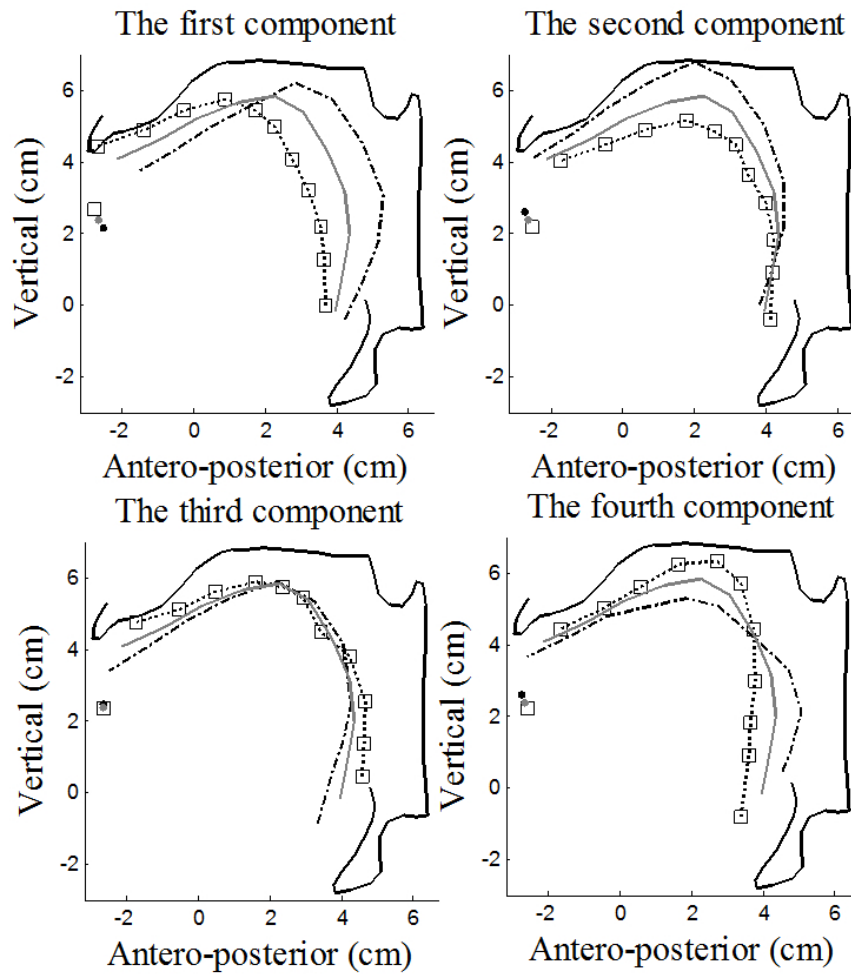 The first component
6
4
2
0
-2
Vertical (cm)
-2 0 2 4 6
Antero-posterior (cm)
The second component
6
4
2
0
-2
Vertical (cm)
-2 0 2 4 6
Antero-posterior (cm)
The third component
6
4
2
0
-2
Vertical (cm)
-2 0 2 4 6
Antero-posterior (cm)
The fourth component
6
4
2
0
-2
Vertical (cm)
-2 0 2 4 6
Antero-posterior (cm)